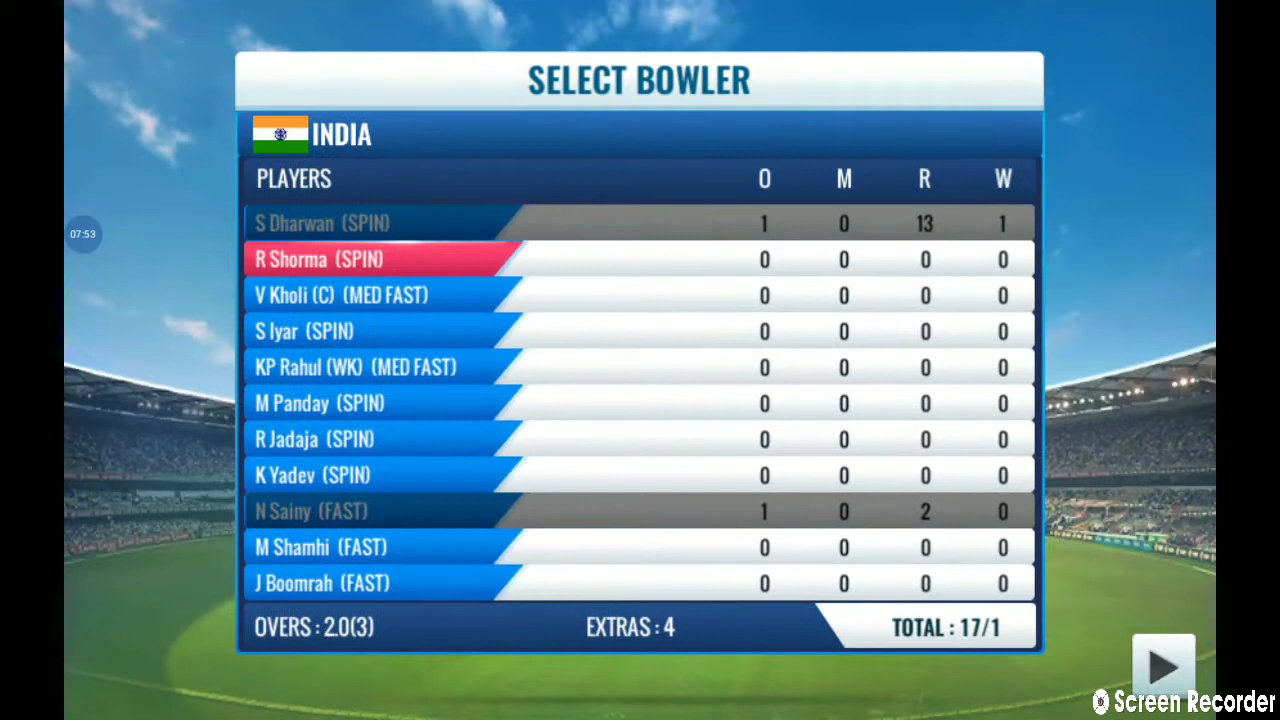 SELECT BOWLER
INDIA
PLAYERS O M R W
S Dharwan (SPIN) 1 0 13 1
07:53
R Shorma (SPIN) 0 0 0 0
V Kholi (C) (MED FAST) 0 0 0 0
S Iyar (SPIN) 0 0 0 0
KP Rahul (WK) (MED FAST) 0 0 0 0
M Panday (SPIN) 0 0 0 0
R Jadaja (SPIN) 0 0 0 0
K Yadev (SPIN) 0 0 0 0
N Sainy (FAST) 1 0 2 0
M Shamhi (FAST) 0 0 0 0
J Boomrah (FAST) 0 0 0 0
OVERS : 2.0(3) EXTRAS : 4 TOTAL : 17/1
Screen Recorder